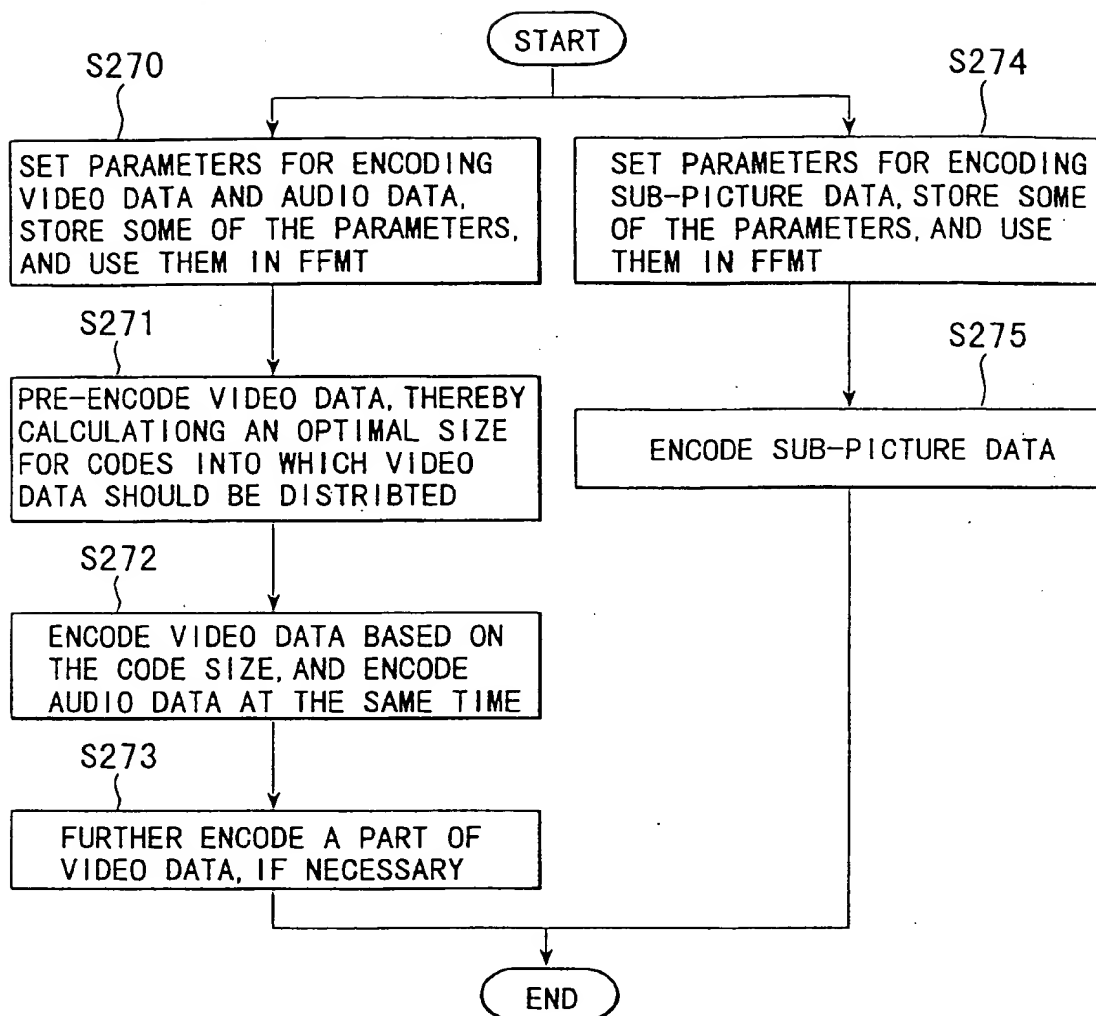 START
S270
SET PARAMETERS FOR ENCODING
VIDEO DATA AND AUDIO DATA,
STORE SOME OF THE PARAMETERS,
AND USE THEM IN FFMT
S271
PRE-ENCODE VIDEO DATA, THEREBY
CALCULATIONG AN OPTIMAL SIZE
FOR CODES INTO WHICH VIDEO
DATA SHOULD BE DISTRIBTED
S272
ENCODE VIDEO DATA BASED ON
THE CODE SIZE, AND ENCODE
AUDIO DATA AT THE SAME TIME
S273
FURTHER ENCODE A PART OF
VIDEO DATA, IF NECESSARY
S274
SET PARAMETERS FOR ENCODING
SUB-PICTURE DATA, STORE SOME
OF THE PARAMETERS, AND USE
THEM IN FFMT
S275
ENCODE SUB-PICTURE DATA
END